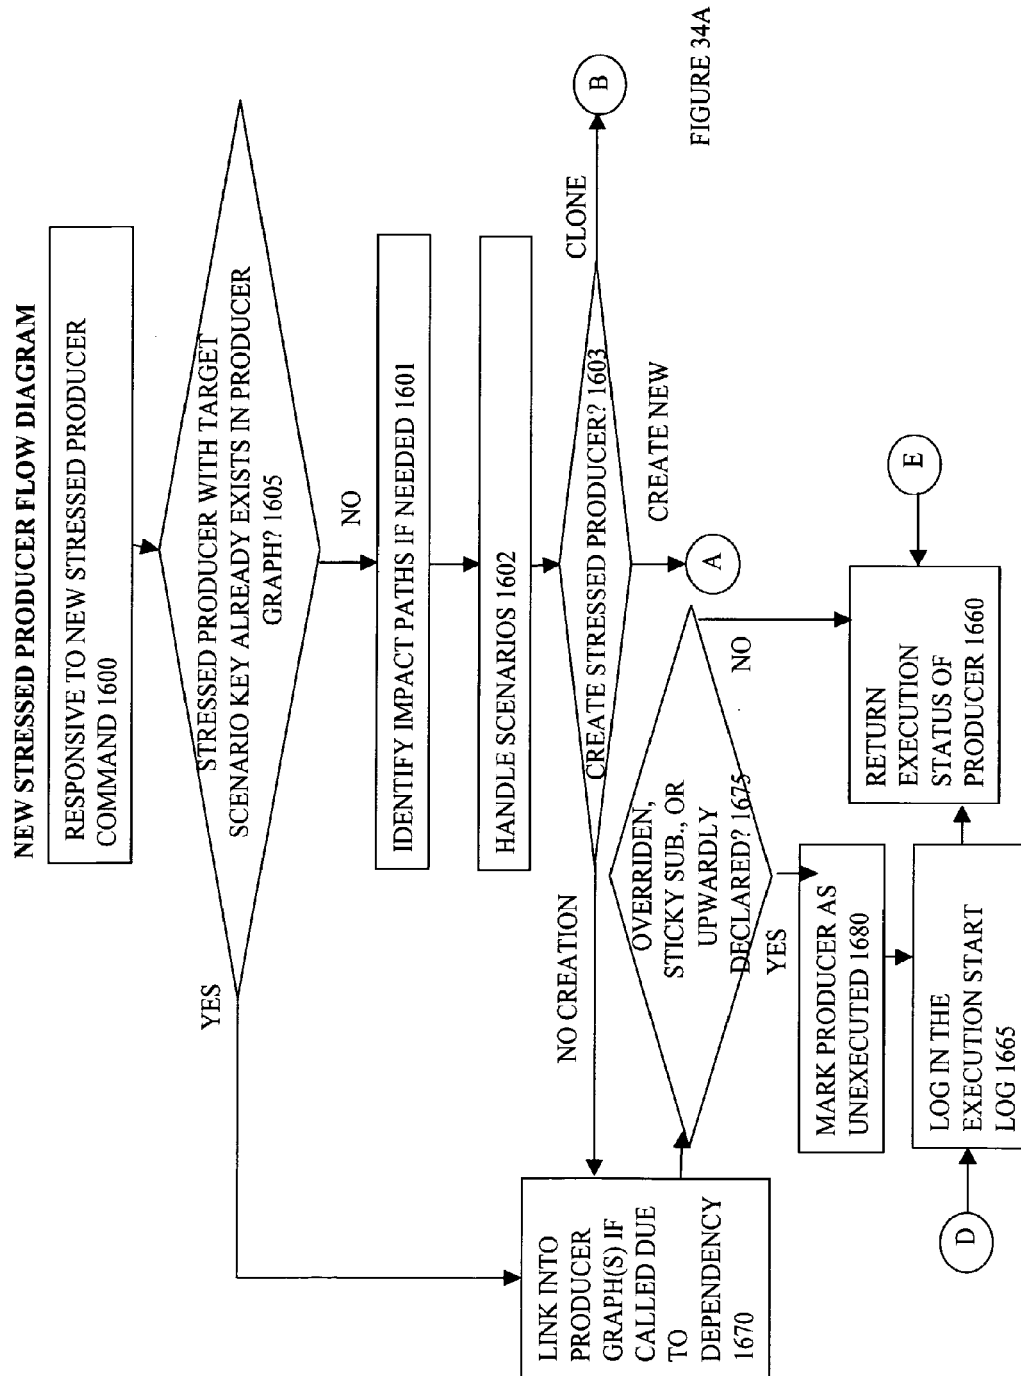 NEW STRESSED PRODUCER FLOW DIAGRAM
RESPONSIVE TO NEW STRESSED PRODUCER
COMMAND 1600
STRESSED PRODUCER WITH TARGET
SCENARIO KEY ALREADY EXISTS IN PRODUCER
GRAPH? 1605
YES
NO
IDENTIFY IMPACT PATHS IF NEEDED 1601
HANDLE SCENARIOS 1602
CREATE STRESSED PRODUCER? 1603
NO CREATION
CLONE
B
CREATE NEW
A
LINK INTO
PRODUCER
GRAPH(S) IF
CALLED DUE
TO
DEPENDENCY
1670
OVERRIDEN,
STICKY SUB., OR
UPWARDLY
DECLARED? 1675
YES
NO
MARK PRODUCER AS
UNEXECUTED 1680
LOG IN THE
EXECUTION START
LOG 1665
D
RETURN
EXECUTION
STATUS OF
PRODUCER 1660
E
FIGURE 34A